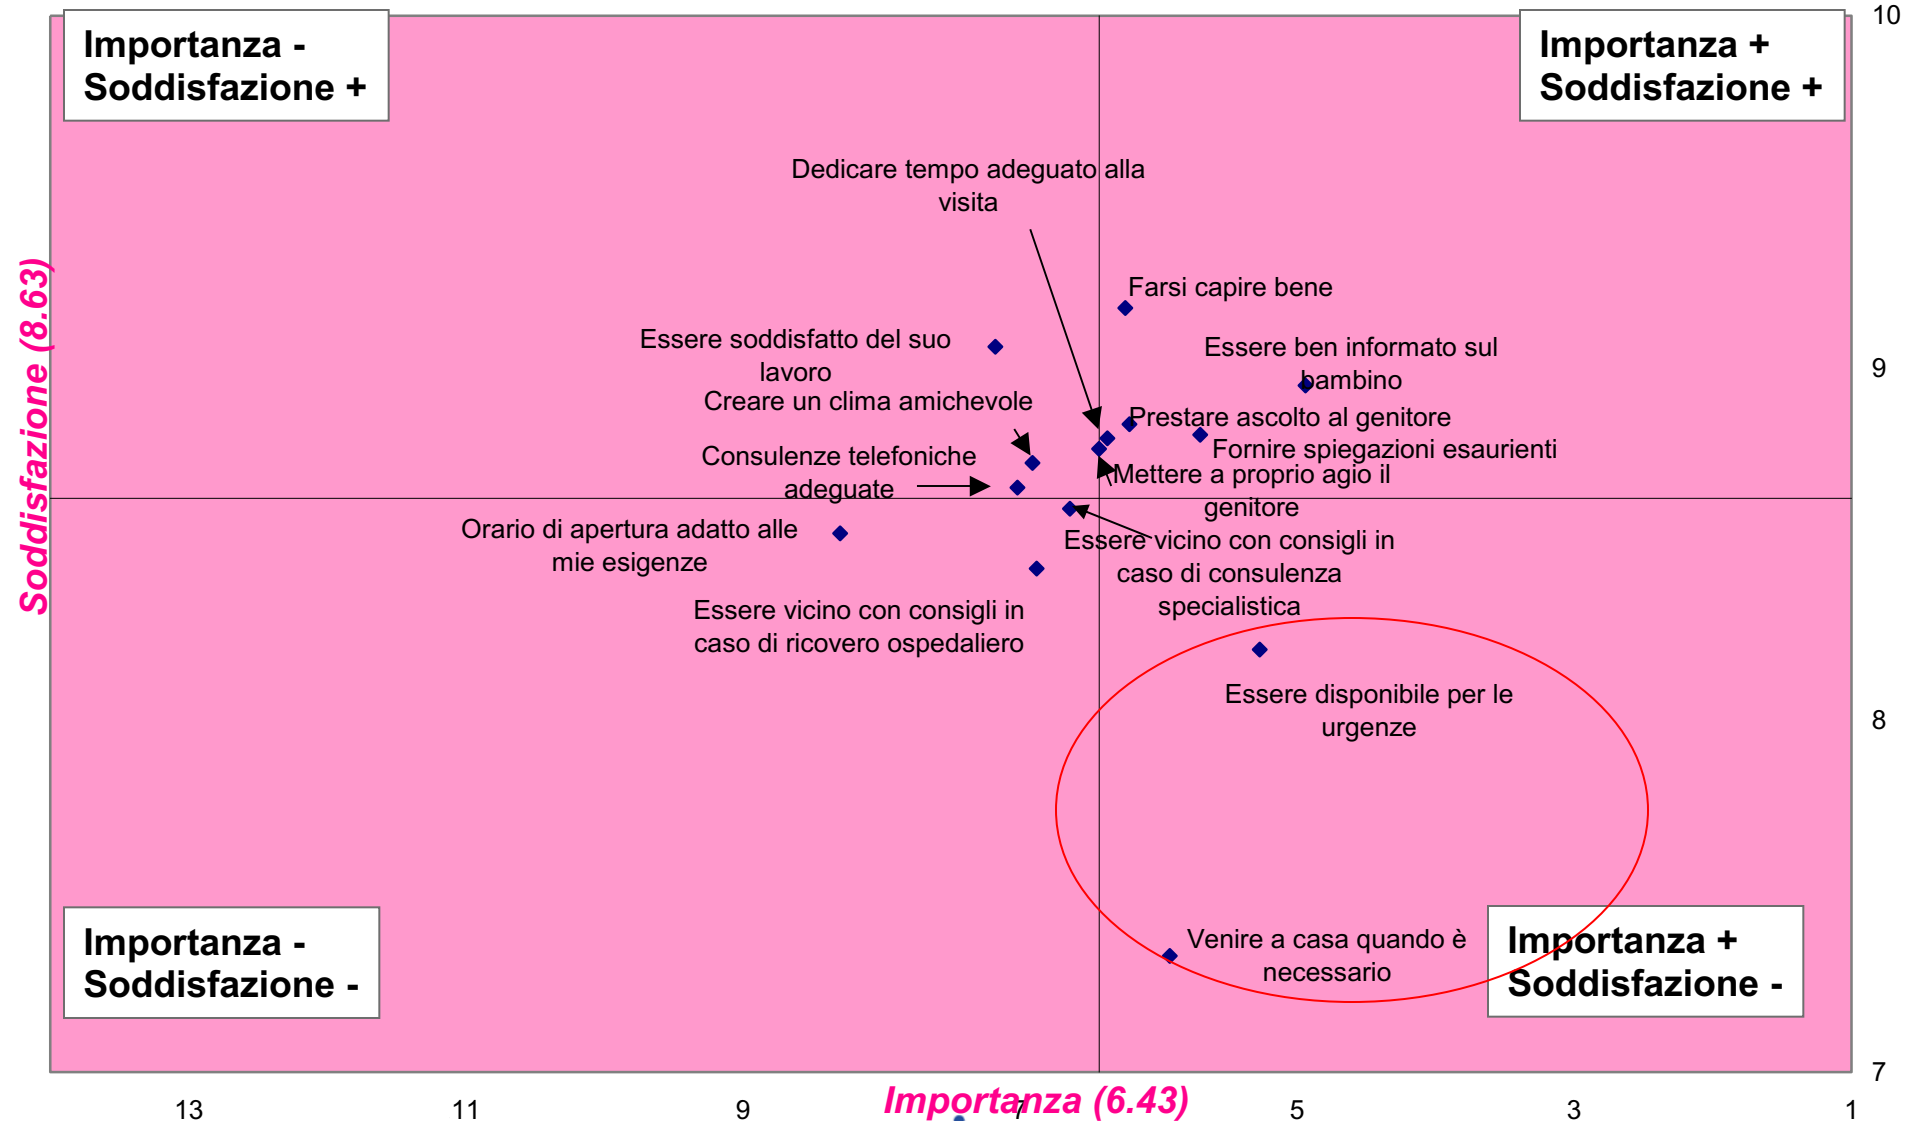 10
Importanza -
Soddisfazione +
Importanza +
Soddisfazione +
Dedicare tempo adeguato alla
visita
Farsi capire bene
Essere soddisfatto del suo
lavoro
Essere ben informato sul
bambino
9
Creare un clima amichevole
Prestare ascolto al genitore
Fornire spiegazioni esaurienti
Consulenze telefoniche
adeguate
Mettere a proprio agio il
genitore
Soddisfazione (8.63)
Orario di apertura adatto alle
mie esigenze
Essere vicino con consigli in
caso di consulenza
specialistica
Essere vicino con consigli in
caso di ricovero ospedaliero
Essere disponibile per le
urgenze
8
Venire a casa quando è
necessario
Importanza -
Soddisfazione -
Importanza +
Soddisfazione -
7
Importanza (6.43)
13 11 9 7 5 3 1